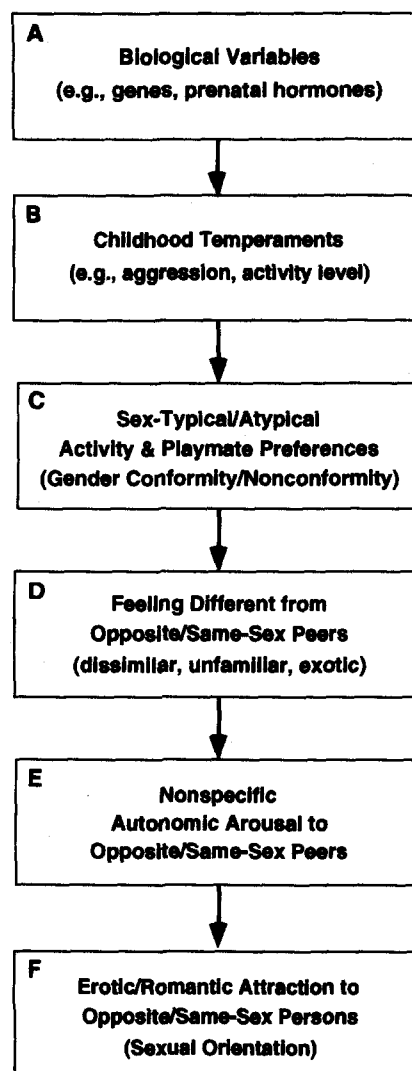 A
Biological Variables
(e.g., genes, prenatal hormones)
B
Childhood Temperaments
(e.g., aggression, activity level)
C
Sex-Typical/Atypical
Activity & Playmate Preferences
(Gender Conformity/Nonconformity)
D
Feeling Different from
Opposite/Same-Sex Peers
(dissimilar, unfamiliar, exotic)
E
Nonspecific
Autonomic Arousal to
Opposite/Same-Sex Peers
F
Erotic/Romantic Attraction to
Opposite/Same-Sex Persons
(Sexual Orientation)